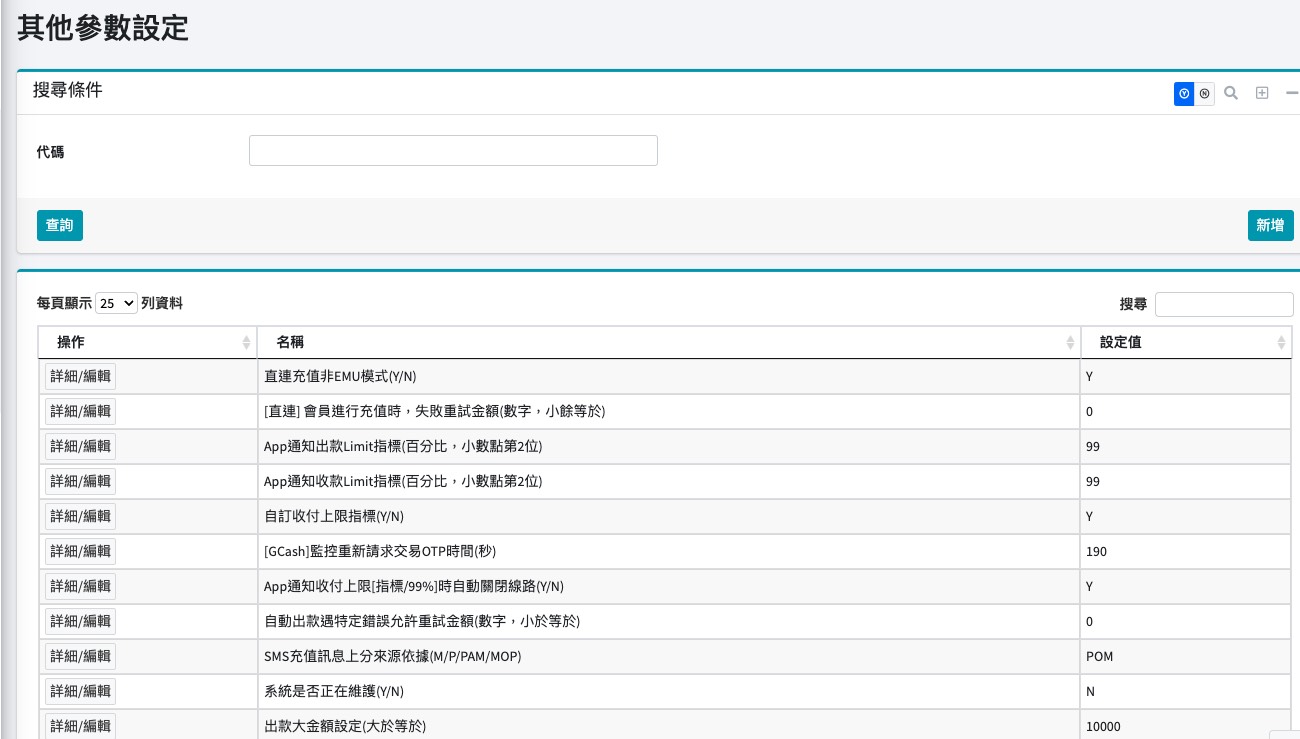 其他參數設定
搜尋條件
Y N
代碼
查詢 新增
每頁顯示 25 列資料 搜尋
操作 名稱 設定值
詳細/編輯 直連充值非EMU模式(Y/N) Y
詳細/編輯 [直連] 會員進行充值時，失敗重試金額(數字，小餘等於) 0
詳細/編輯 App通知出款Limit指標(百分比，小數點第2位) 99
詳細/編輯 App通知收款Limit指標(百分比，小數點第2位) 99
詳細/編輯 自訂收付上限指標(Y/N) Y
詳細/編輯 [GCash]監控重新請求交易OTP時間(秒) 190
詳細/編輯 App通知收付上限[指標/99%]時自動關閉線路(Y/N) Y
詳細/編輯 自動出款遇特定錯誤允許重試金額(數字，小於等於) 0
詳細/編輯 SMS充值訊息上分來源依據(M/P/PAM/MOP) POM
詳細/編輯 系統是否正在維護(Y/N) N
詳細/編輯 出款大金額設定(大於等於) 10000